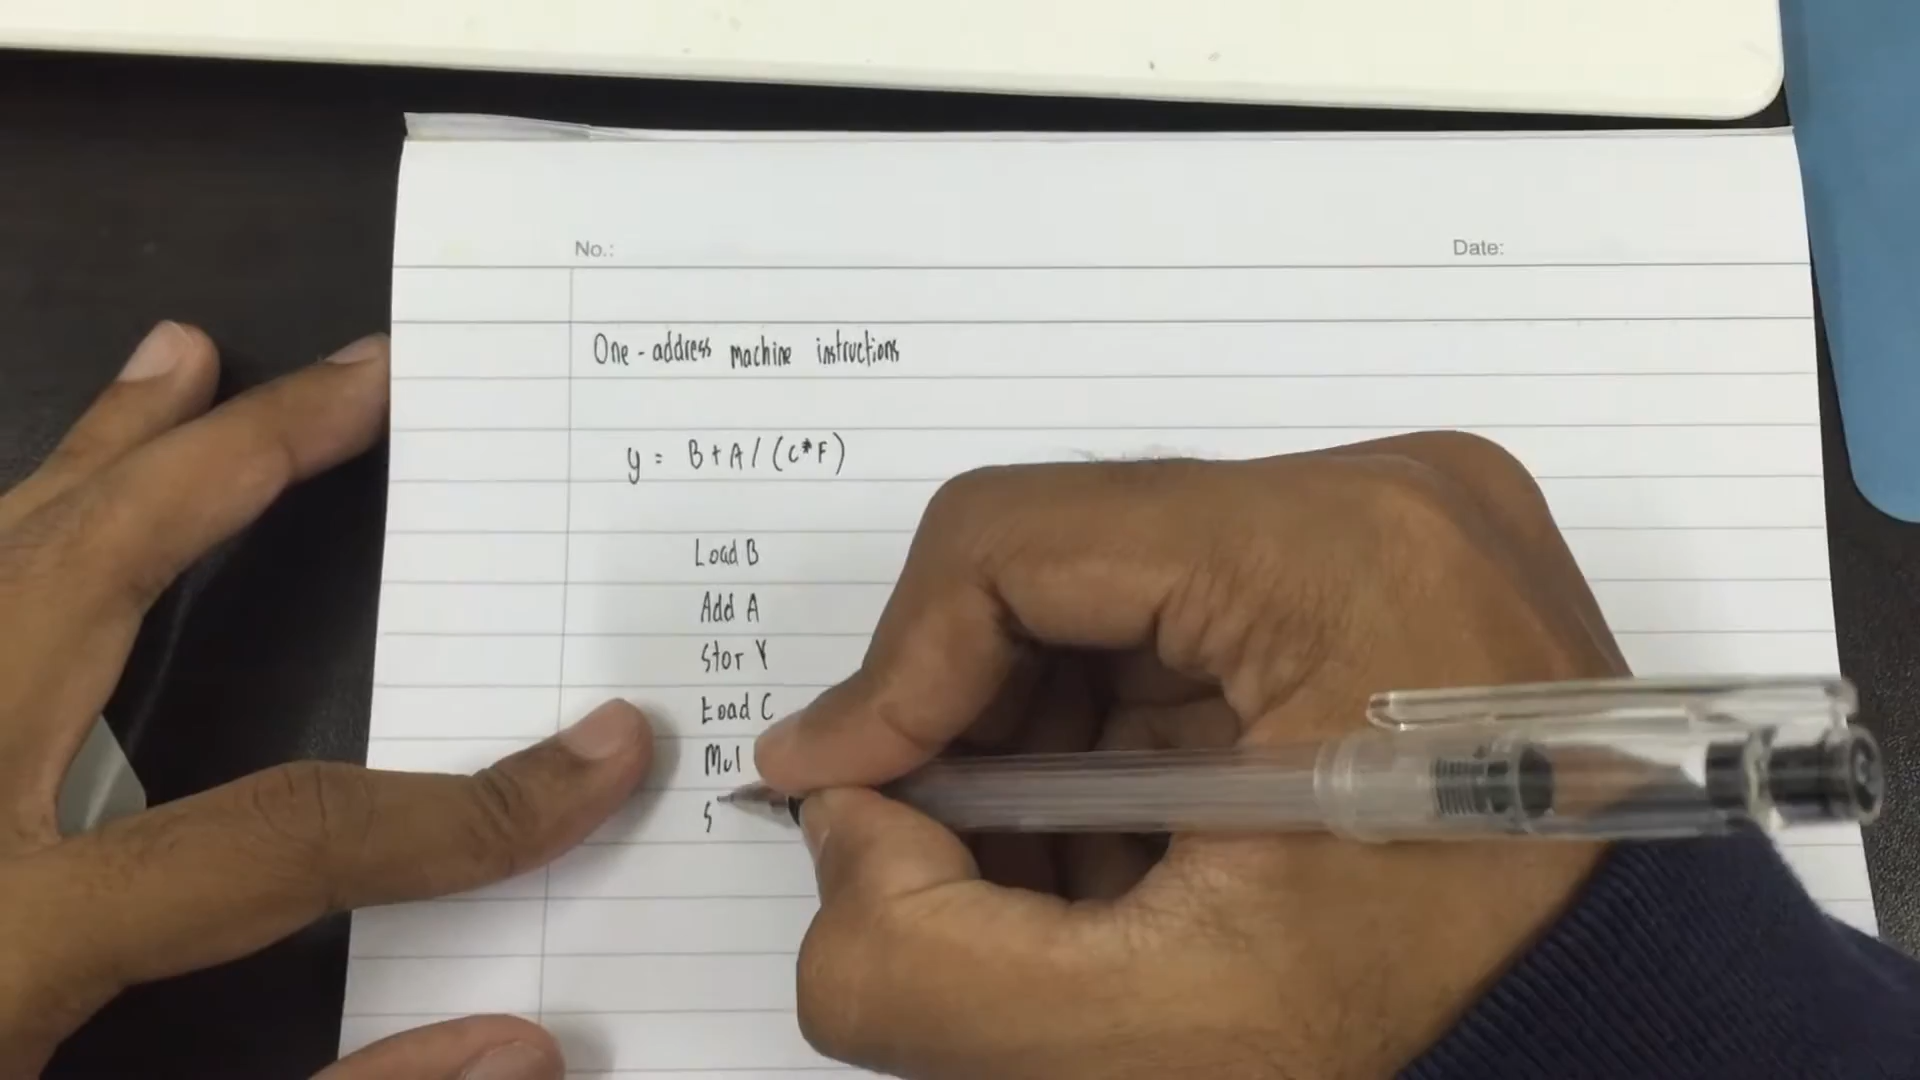 No.: Date:
One-address machine instructions
y = B+A/(C*F)
Load B
Add A
Stor Y
Load C
Mul
S